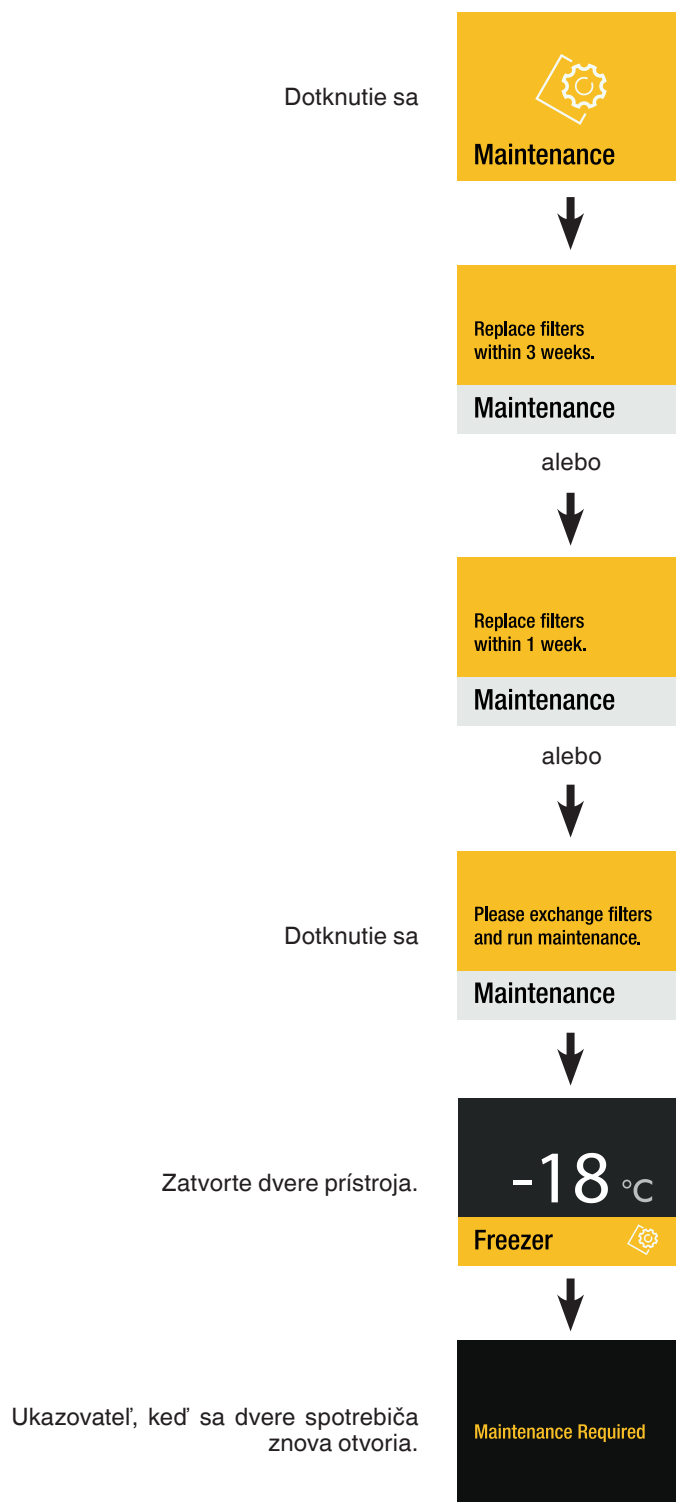 Dotknutie sa
Maintenance
Replace filters
within 3 weeks.
Maintenance
alebo
Replace filters
within 1 week.
Maintenance
alebo
Dotknutie sa
Please exchange filters
and run maintenance.
Maintenance
Zatvorte dvere prístroja.
-18 °C
Freezer
Ukazovateľ, keď sa dvere spotrebiča
znova otvoria.
Maintenance Required